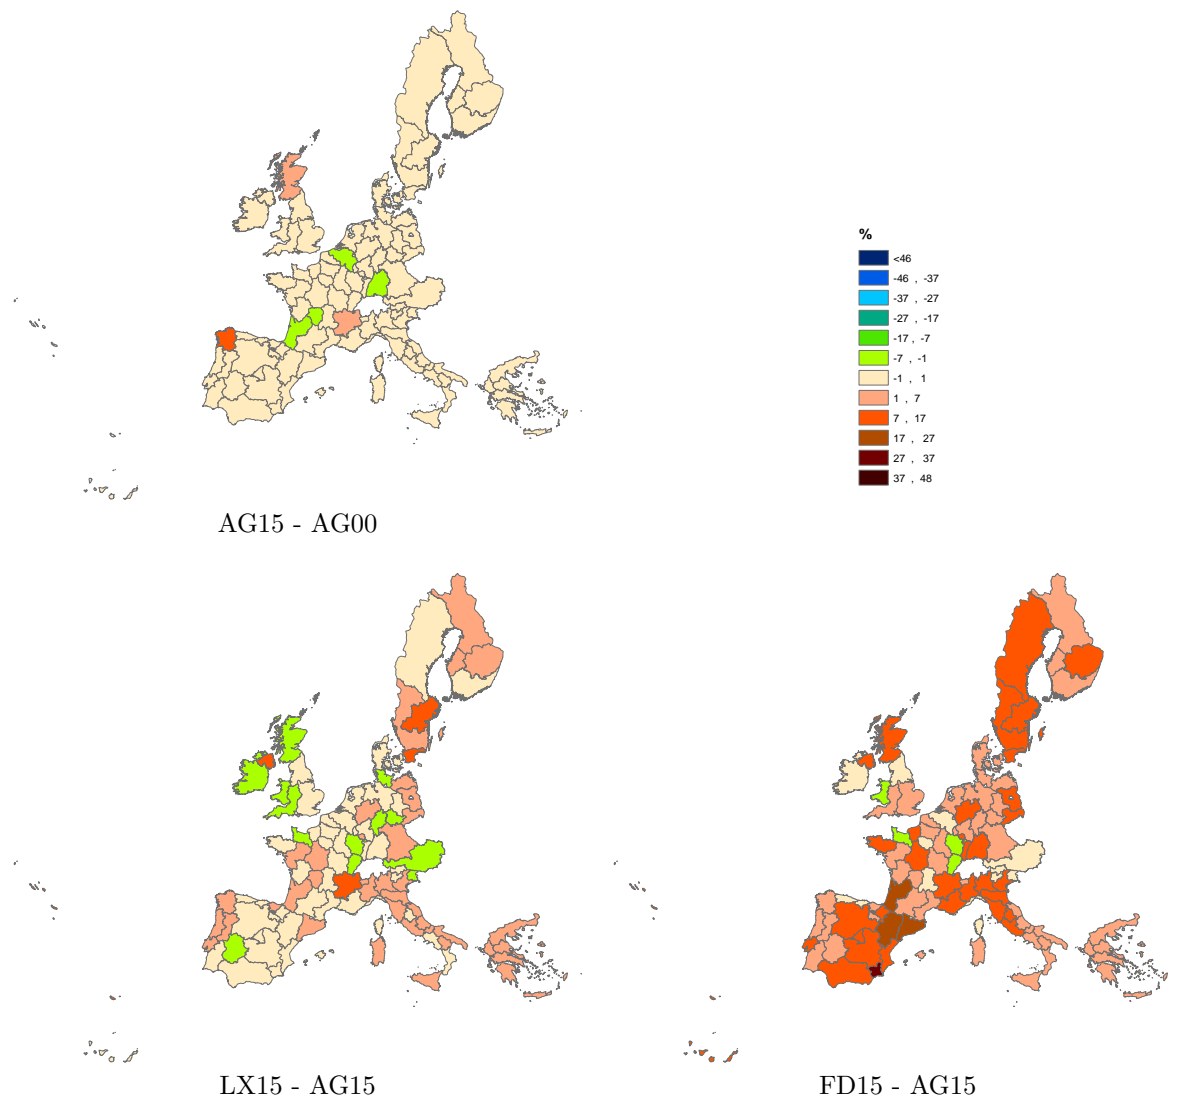 %
<46
-46 , -37
-37 , -27
-27 , -17
-17 , -7
-7 , -1
-1 , 1
1 , 7
7 , 17
17 , 27
27 , 37
37 , 48
AG15 - AG00
LX15 - AG15
FD15 - AG15